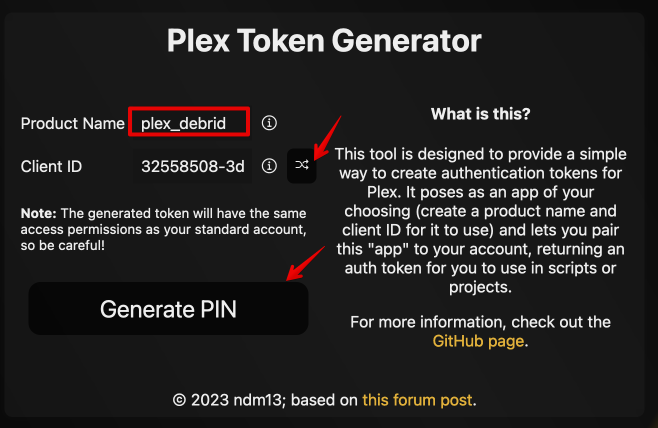 Plex Token Generator
Product Name plex_debrid
Client ID 32558508-3d
Note: The generated token will have the same
access permissions as your standard account,
so be careful!
Generate PIN
What is this?
This tool is designed to provide a simple
way to create authentication tokens for
Plex. It poses as an app of your
choosing (create a product name and
client ID for it to use) and lets you pair
this "app" to your account, returning an
auth token for you to use in scripts or
projects.
For more information, check out the
GitHub page.
© 2023 ndm13; based on this forum post.